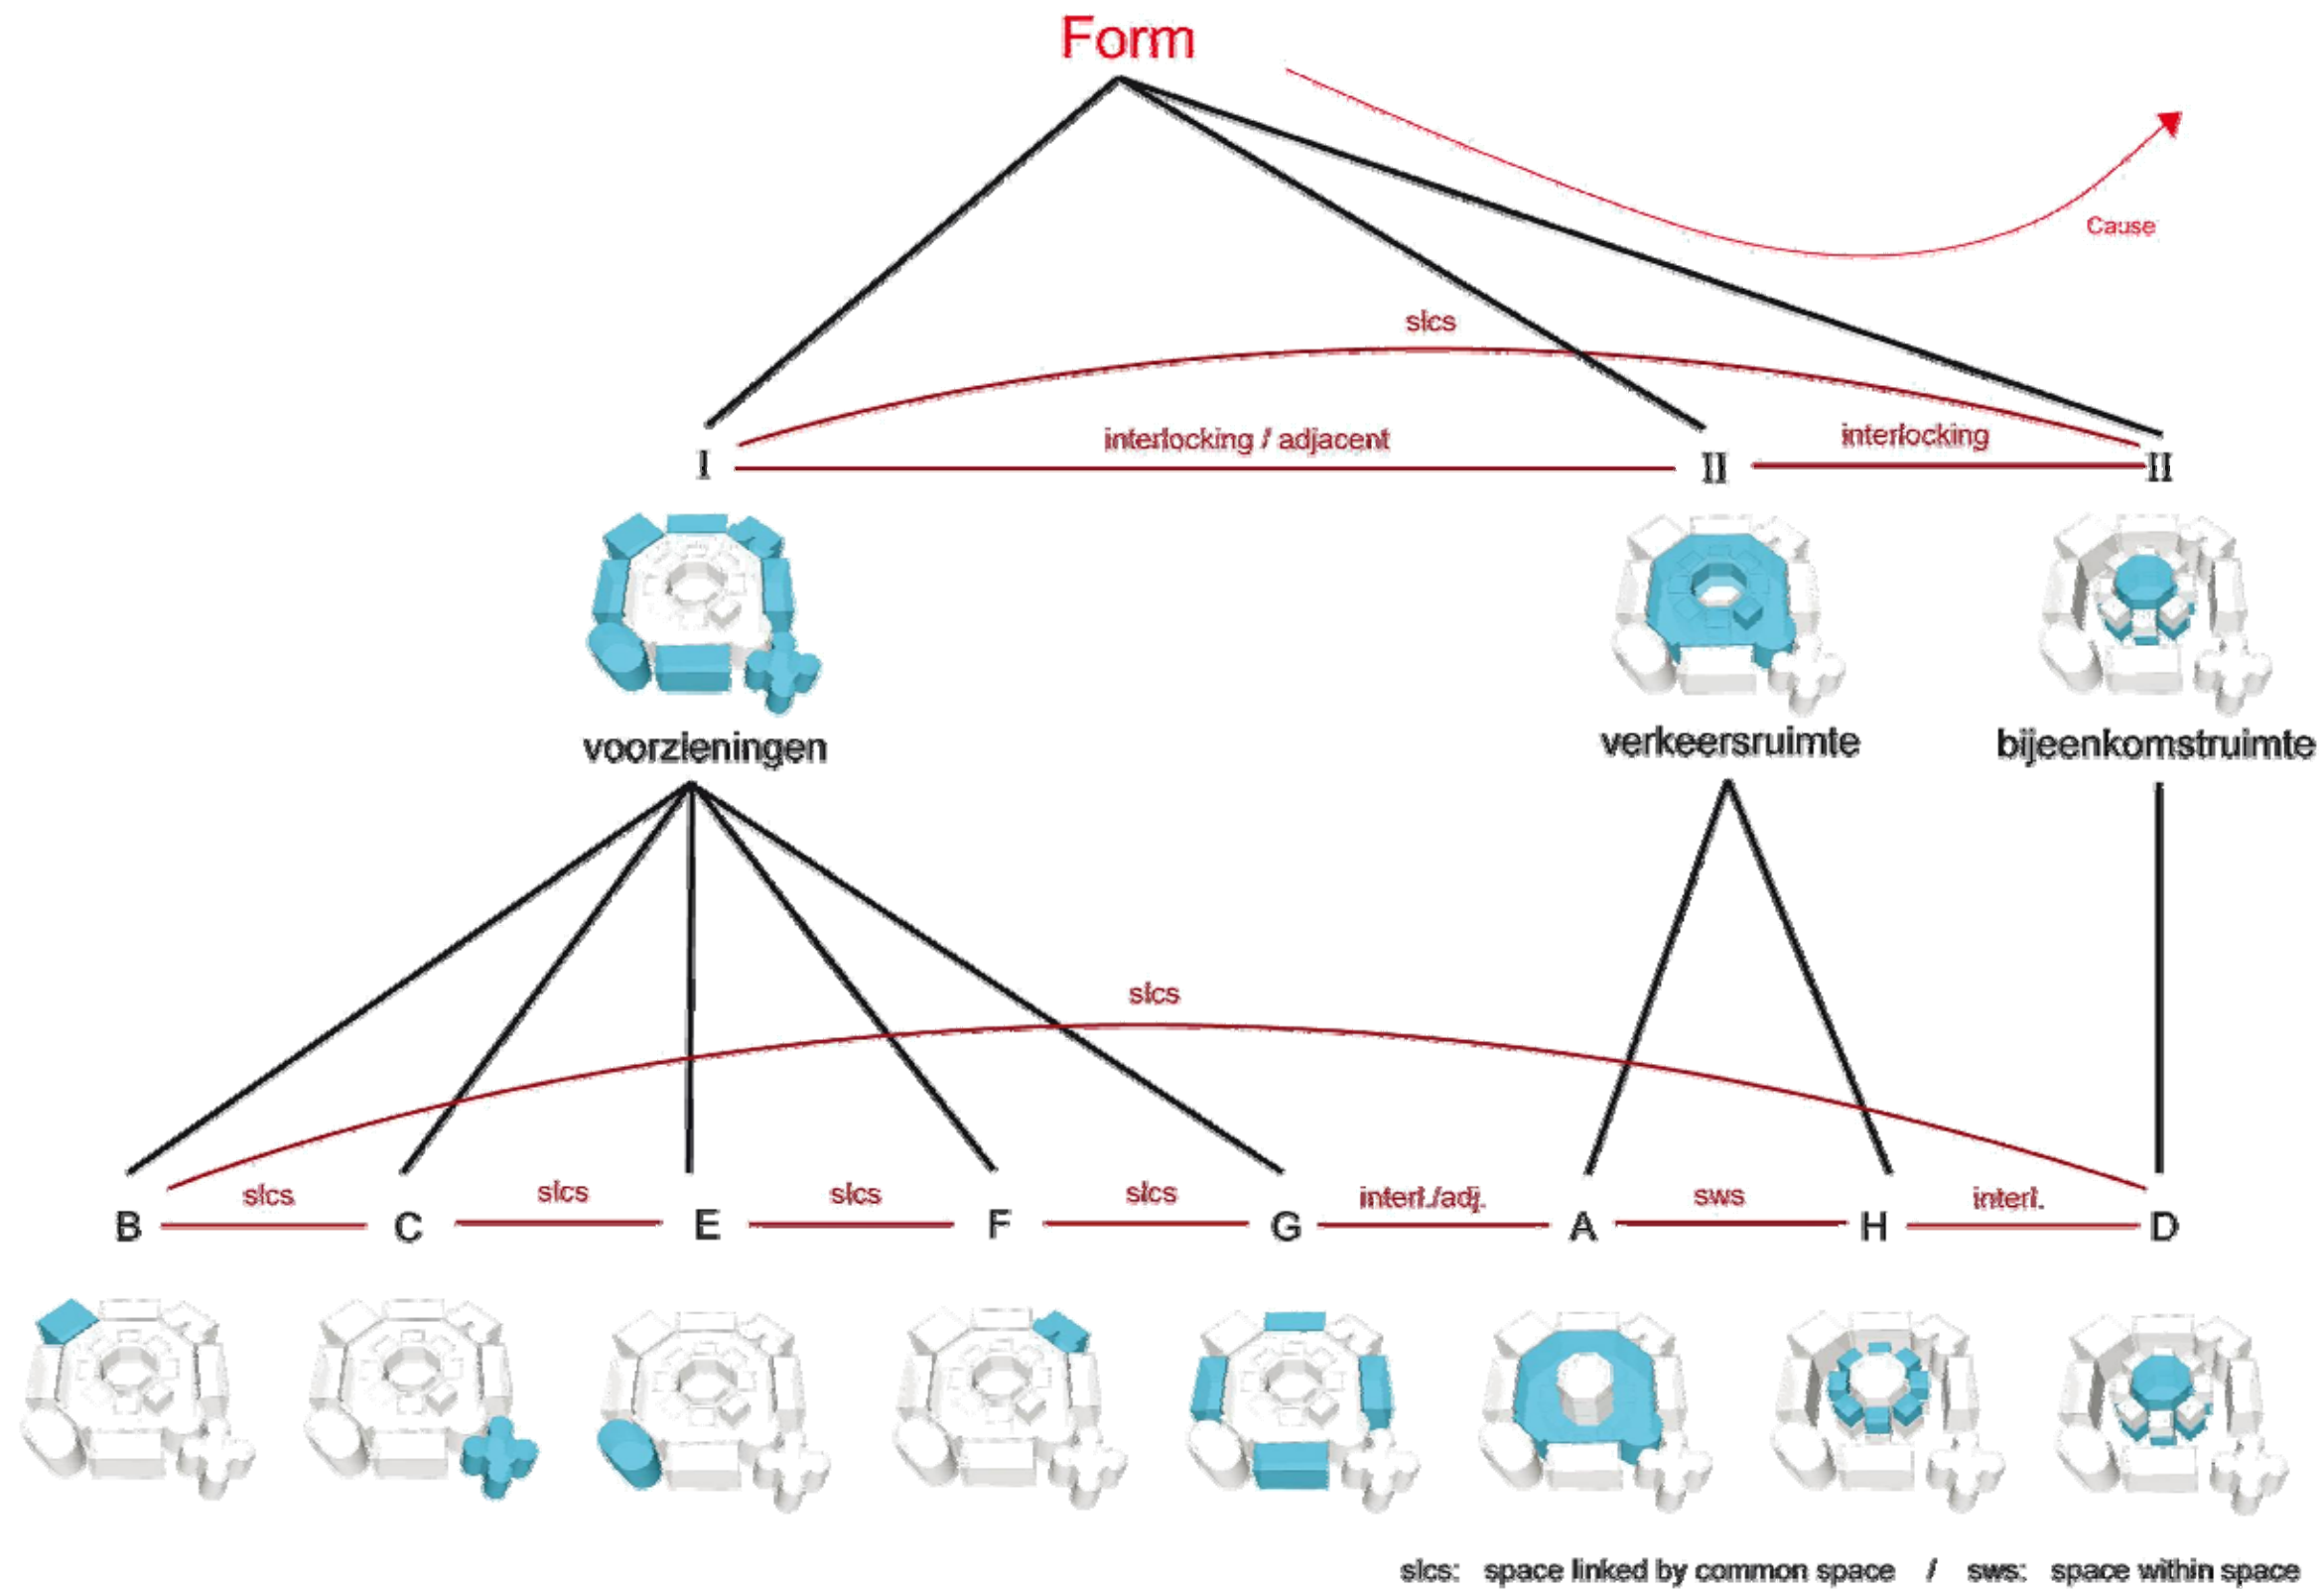 Form
Cause
slcs
interlocking / adjacent
interlocking
I II II
voorzieningen verkeersruimte bijeenkomstruimte
slcs
slcs slcs slcs slcs interl./adj. sws interl.
B C E F G A H D
slcs: space linked by common space / sws: space within space